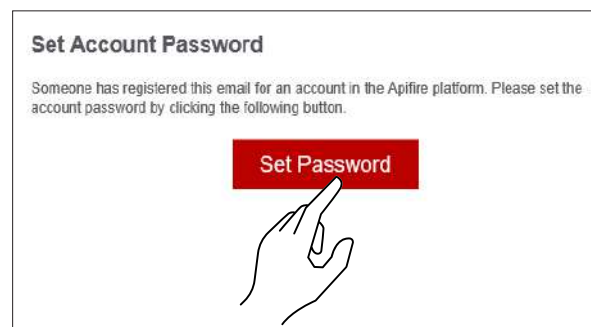 Set Account Password
Someone has registered this email for an account in the Apifire platform. Please set the
account password by clicking the following button.
Set Password